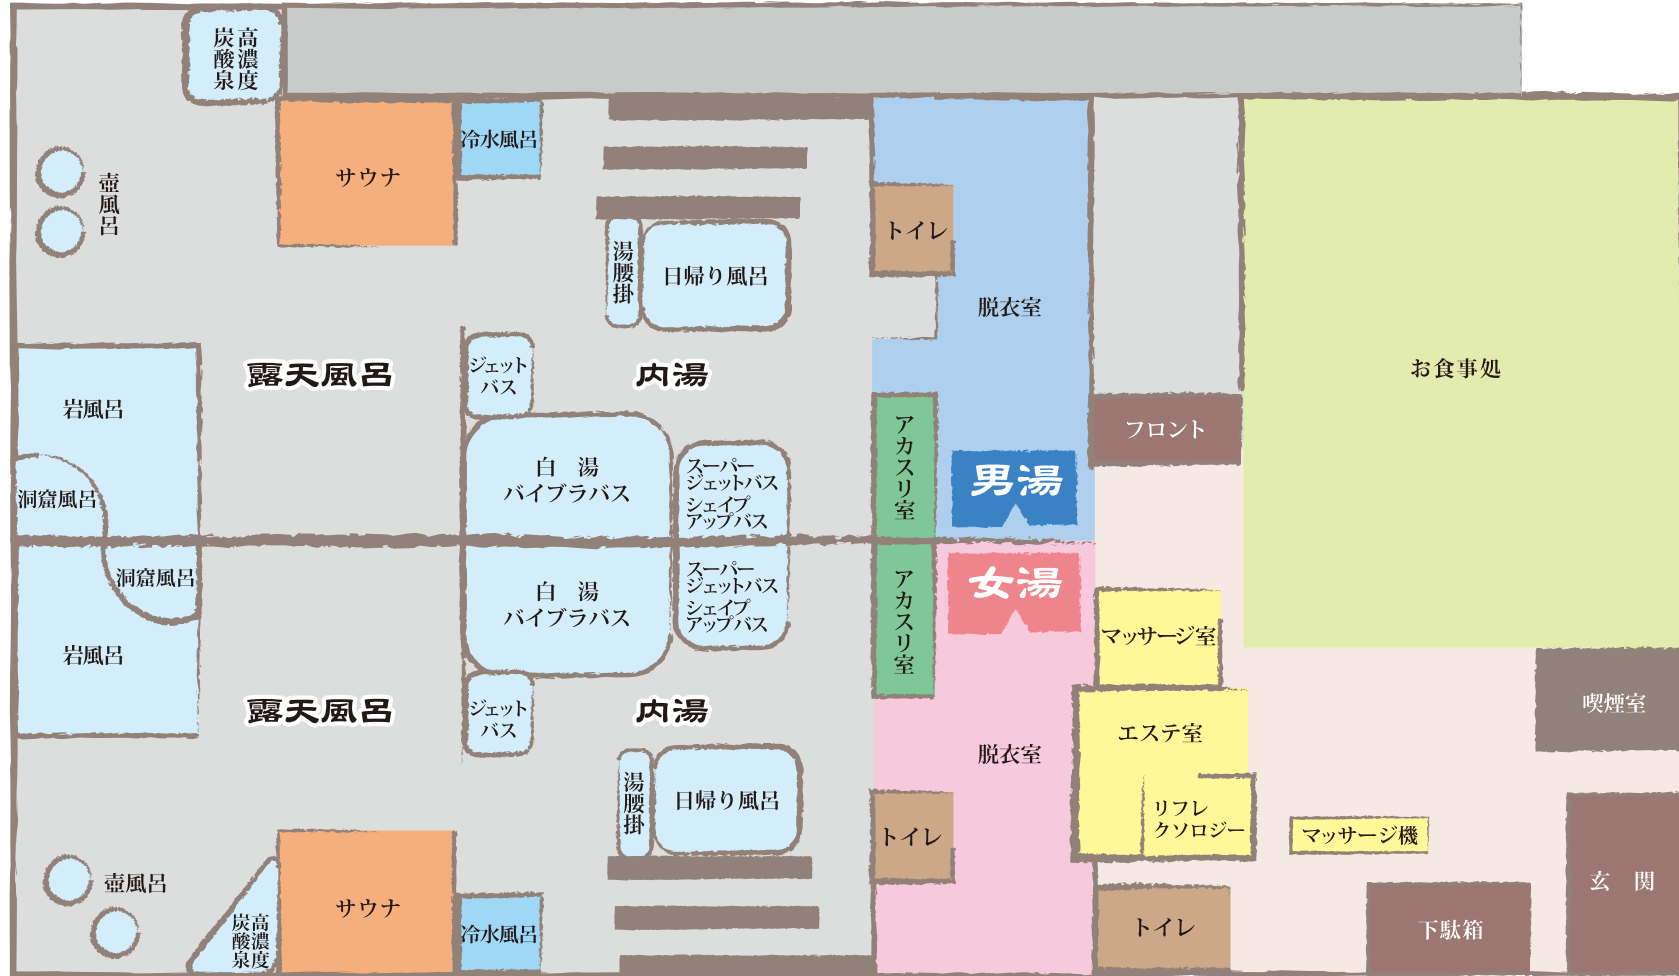 高濃度
炭酸泉
冷水風呂
サウナ
壺風呂
トイレ
湯腰掛
日帰り風呂
脱衣室
露天風呂
ジェット
バス
内湯
お食事処
岩風呂
アカスリ室
フロント
白　湯
バイブラバス
スーパー
ジェットバス
シェイプ
アップバス
男湯
洞窟風呂
洞窟風呂
白　湯
バイブラバス
スーパー
ジェットバス
シェイプ
アップバス
アカスリ室
女湯
マッサージ室
岩風呂
露天風呂
ジェット
バス
内湯
エステ室
喫煙室
脱衣室
湯腰掛
日帰り風呂
トイレ
リフレ
クソロジー
マッサージ機
壺風呂
高濃度
炭酸泉
サウナ
冷水風呂
トイレ
下駄箱
玄　関